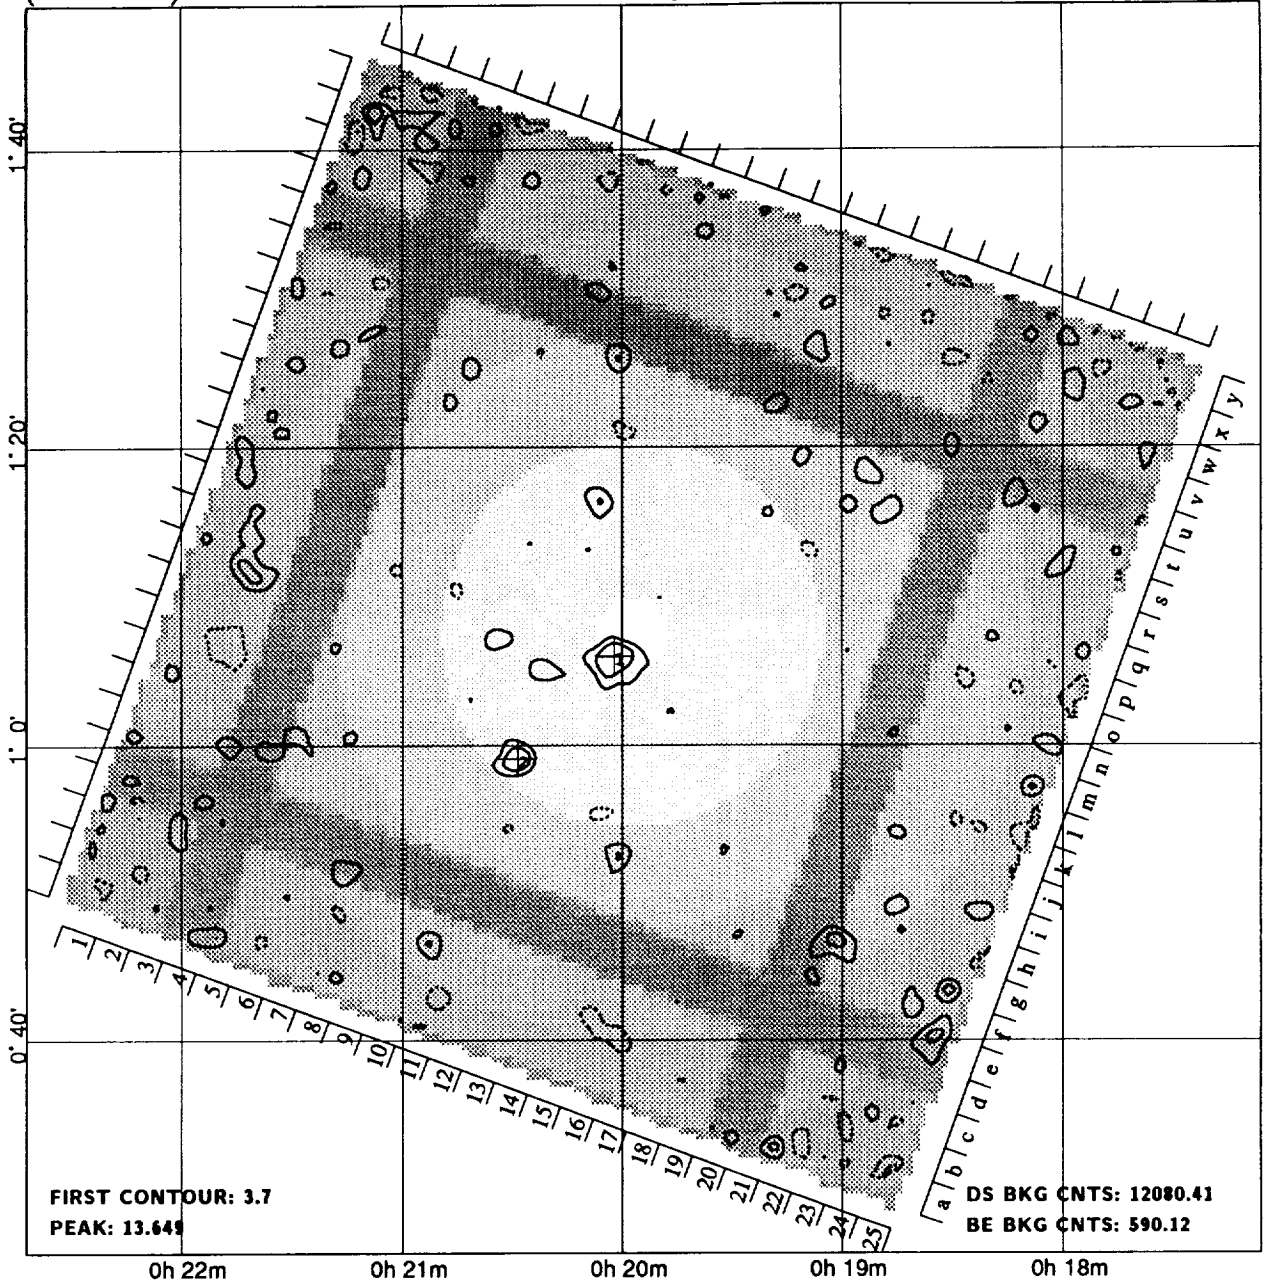 1° 40'
1° 20'
1° 0'
0° 40'
1 2 3 4 5 6 7 8 9 10 11 12 13 14 15 16 17 18 19 20 21 22 23 24 25
a b c d e f g h i j k l m n o p q r s t u v w x y
FIRST CONTOUR: 3.7
PEAK: 13.649
DS BKG CNTS: 12080.41
BE BKG CNTS: 590.12
0h 22m 0h 21m 0h 20m 0h 19m 0h 18m